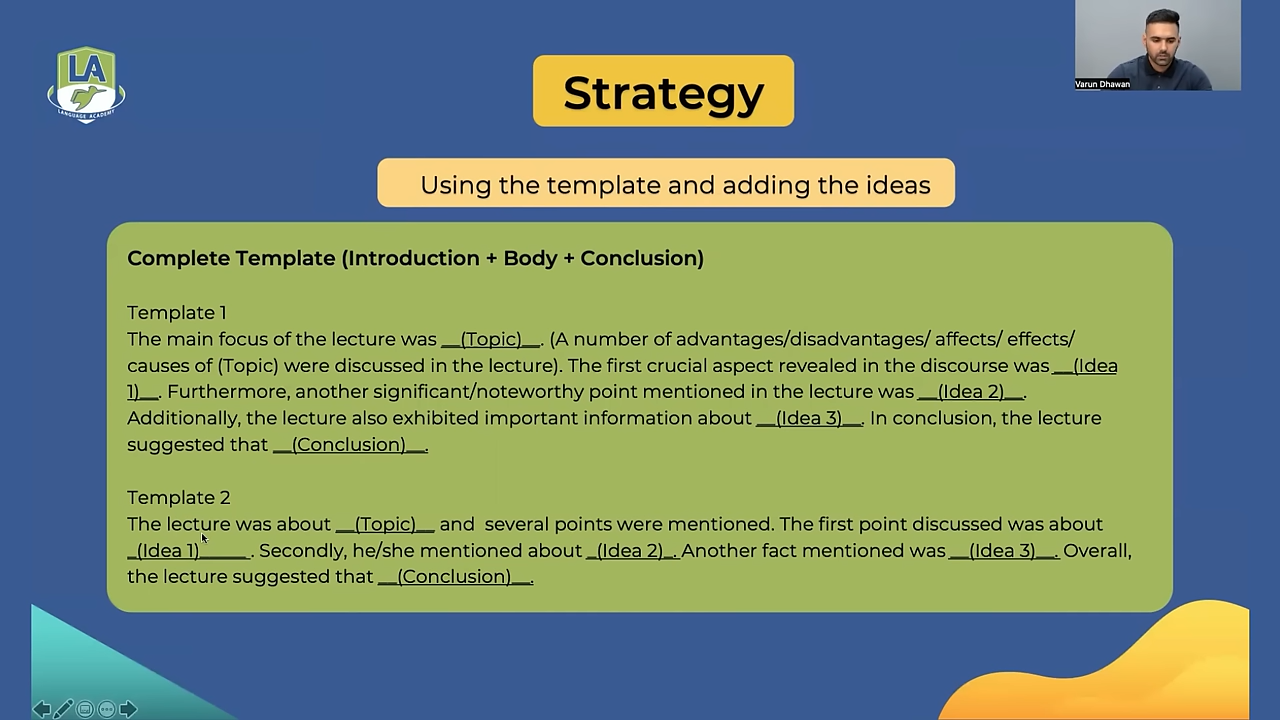 LA
LANGUAGE ACADEMY
Strategy
Varun Dhawan
Using the template and adding the ideas
Complete Template (Introduction + Body + Conclusion)
Template 1
The main focus of the lecture was __(Topic)__. (A number of advantages/disadvantages/ affects/ effects/
causes of (Topic) were discussed in the lecture). The first crucial aspect revealed in the discourse was __(Idea
1)__. Furthermore, another significant/noteworthy point mentioned in the lecture was __(Idea 2)__.
Additionally, the lecture also exhibited important information about __(Idea 3)__. In conclusion, the lecture
suggested that __(Conclusion)__.
Template 2
The lecture was about __(Topic)__ and  several points were mentioned. The first point discussed was about
_(Idea 1)_____ . Secondly, he/she mentioned about _(Idea 2)_. Another fact mentioned was __(Idea 3)__. Overall,
the lecture suggested that __(Conclusion)__.